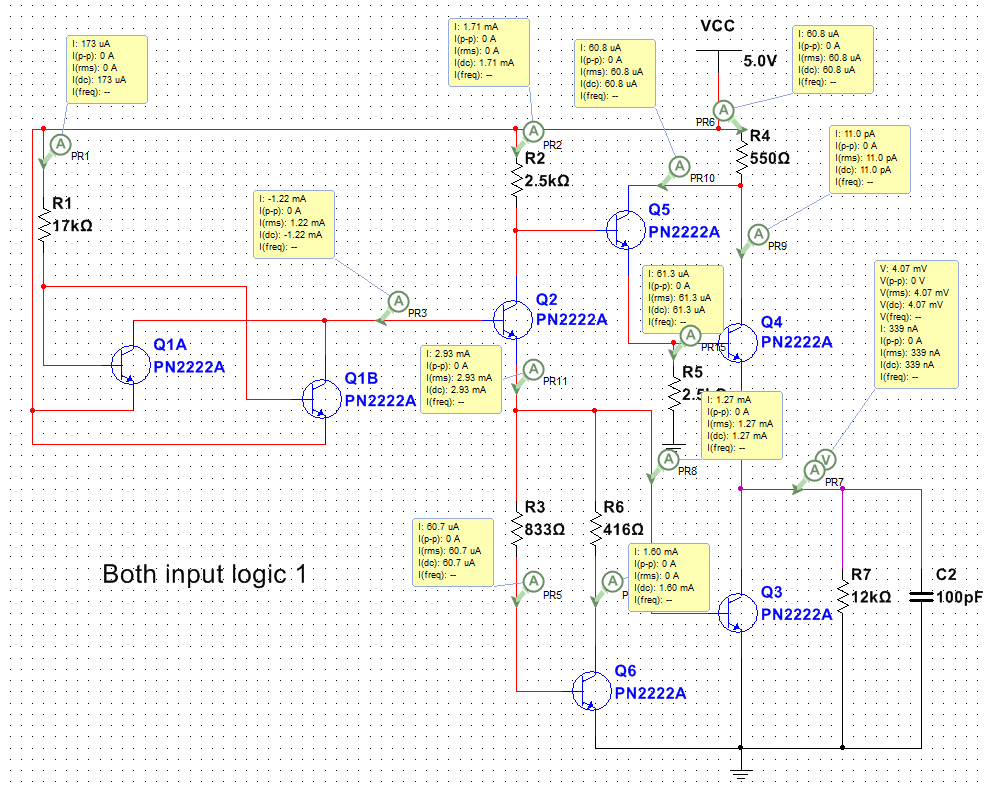 I: 173 uA
I(p-p): 0 A
I(rms): 0 A
I(dc): 173 uA
I(freq): --
A
PR1
I: 1.71 mA
I(p-p): 0 A
I(rms): 0 A
I(dc): 1.71 mA
I(freq): --
A
PR2
I: 60.8 uA
I(p-p): 0 A
I(rms): 60.8 uA
I(dc): 60.8 uA
I(freq): --
A
PR10
VCC
5.0V
I: 60.8 uA
I(p-p): 0 A
I(rms): 60.8 uA
I(dc): 60.8 uA
I(freq): --
A
PR6
R4
550Ω
I: 11.0 pA
I(p-p): 0 A
I(rms): 11.0 pA
I(dc): 11.0 pA
I(freq): --
A
PR9
R2
2.5kΩ
R1
17kΩ
I: -1.22 mA
I(p-p): 0 A
I(rms): 1.22 mA
I(dc): -1.22 mA
I(freq): --
A
PR3
Q5
PN2222A
I: 61.3 uA
I(p-p): 0 A
I(rms): 61.3 uA
I(dc): 61.3 uA
I(freq): --
A
PR15
V: 4.07 mV
V(p-p): 0 V
V(rms): 4.07 mV
V(dc): 4.07 mV
V(freq): --
I: 339 nA
I(p-p): 0 A
I(rms): 339 nA
I(dc): 339 nA
I(freq): --
Q2
PN2222A
Q4
PN2222A
Q1A
PN2222A
Q1B
PN2222A
I: 2.93 mA
I(p-p): 0 A
I(rms): 2.93 mA
I(dc): 2.93 mA
I(freq): --
A
PR11
R5
I: 1.27 mA
I(p-p): 0 A
I(rms): 1.27 mA
I(dc): 1.27 mA
I(freq): --
A
PR8
A
V
PR7
R3
833Ω
R6
416Ω
I: 60.7 uA
I(p-p): 0 A
I(rms): 60.7 uA
I(dc): 60.7 uA
I(freq): --
A
PR5
I: 1.60 mA
I(p-p): 0 A
I(rms): 0 A
I(dc): 1.60 mA
I(freq): --
A
Both input logic 1
Q3
PN2222A
R7
12kΩ
C2
100pF
Q6
PN2222A